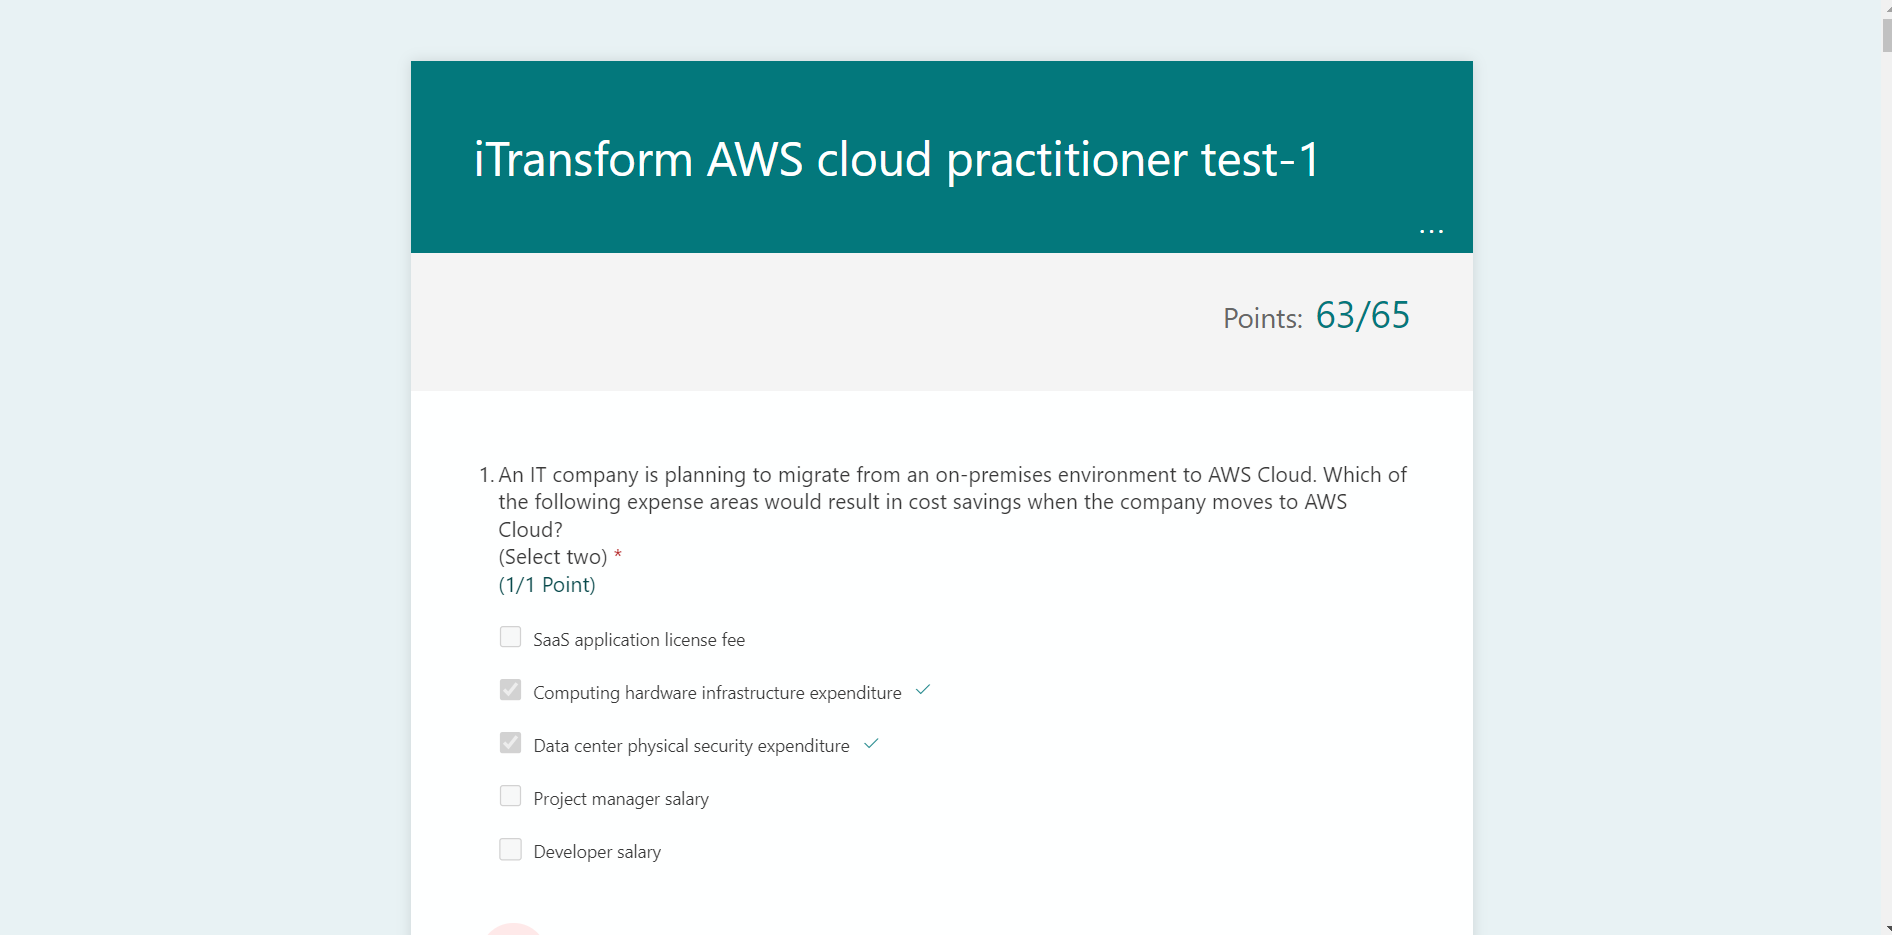 iTransform AWS cloud practitioner test-1
...
Points: 63/65
1. An IT company is planning to migrate from an on-premises environment to AWS Cloud. Which of
the following expense areas would result in cost savings when the company moves to AWS
Cloud?
(Select two) *
(1/1 Point)
SaaS application license fee
Computing hardware infrastructure expenditure
Data center physical security expenditure
Project manager salary
Developer salary